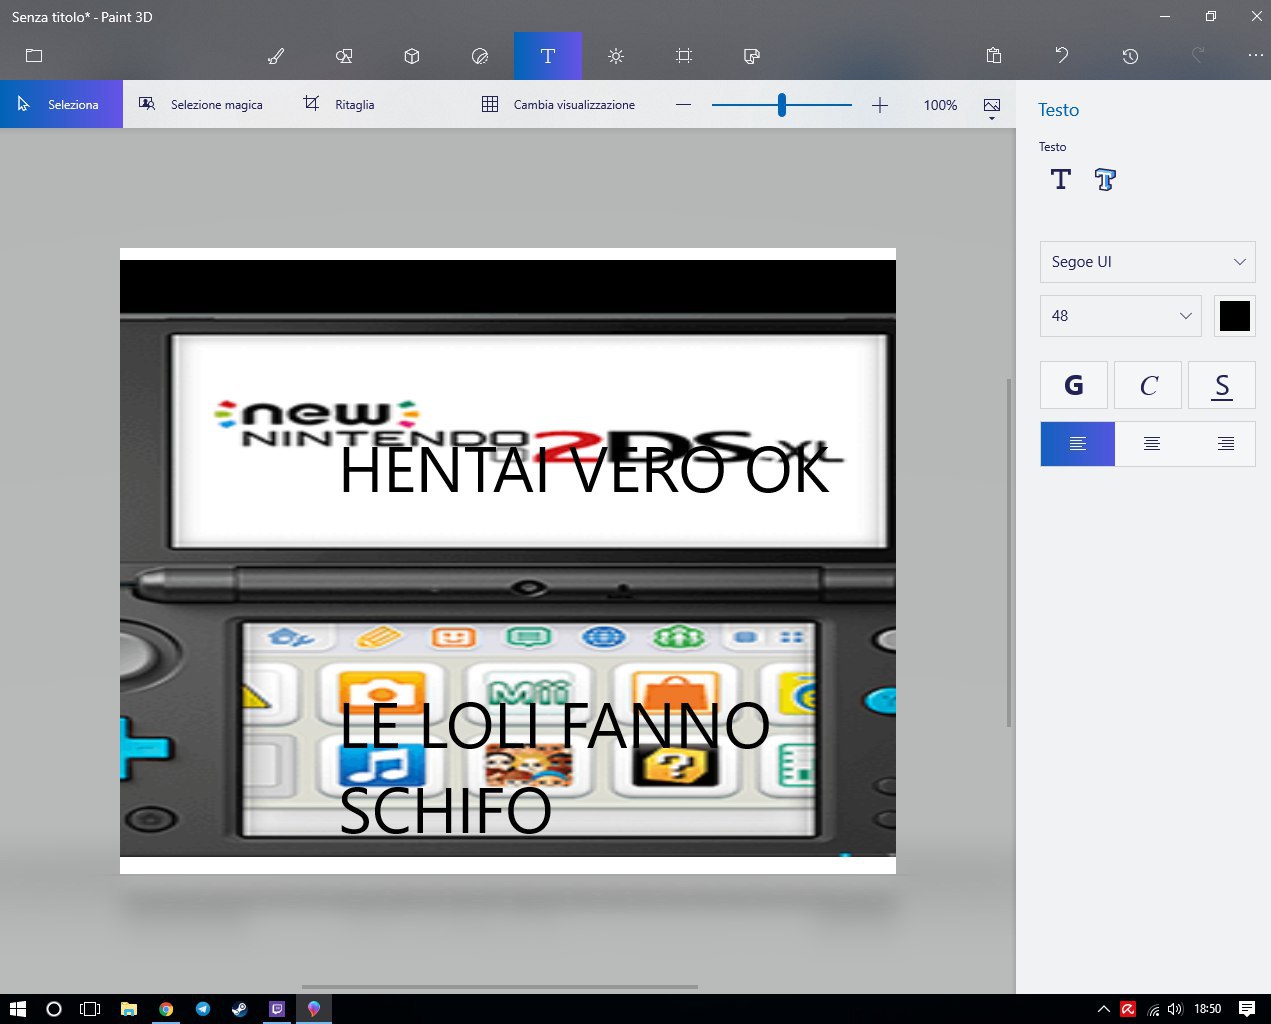 Senza titolo* - Paint 3D
Seleziona
Selezione magica
Ritaglia
Cambia visualizzazione
100%
Testo
Testo
T
T
Segoe UI
48
G
C
S
new
NINTENDO 2DS XL
HENTAI VERO OK
Mii
LE LOLI FANNO
SCHIFO
18:50